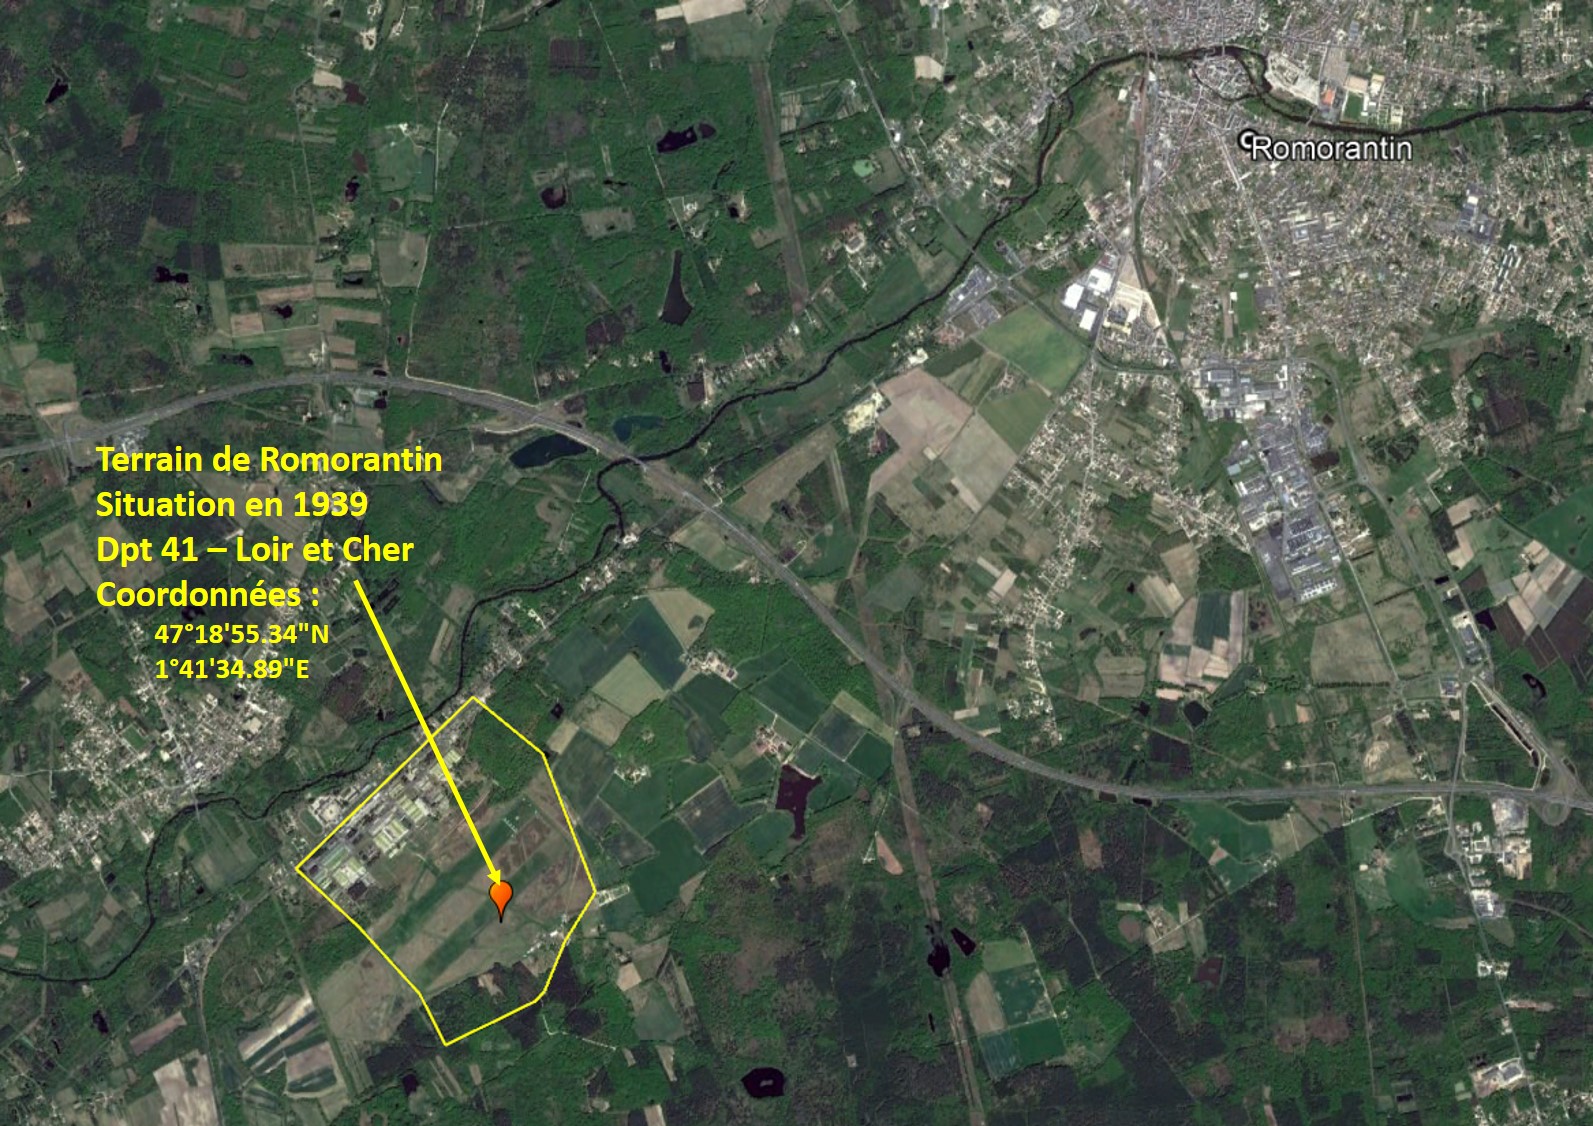 Romorantin
Terrain de Romorantin
Situation en 1939
Dpt 41 – Loir et Cher
Coordonnées :
47°18'55.34"N
1°41'34.89"E